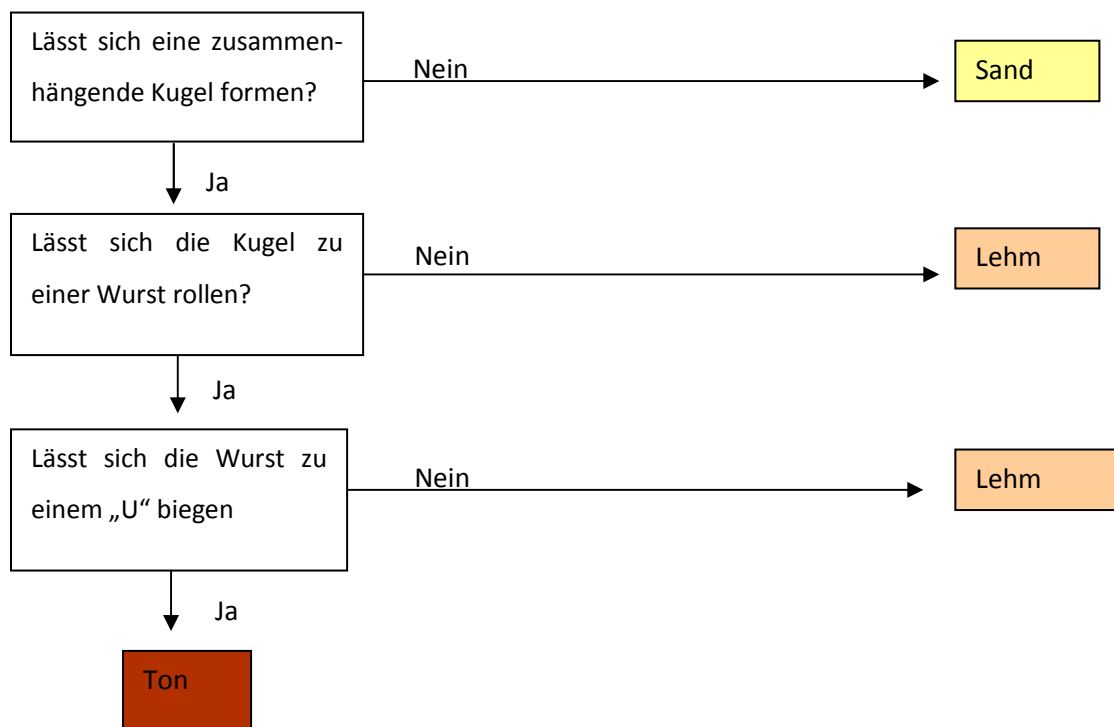 Lässt sich eine zusammen-
hängende Kugel formen?
Nein
Sand
Ja
Lässt sich die Kugel zu
einer Wurst rollen?
Nein
Lehm
Ja
Lässt sich die Wurst zu
einem „U“ biegen
Nein
Lehm
Ja
Ton